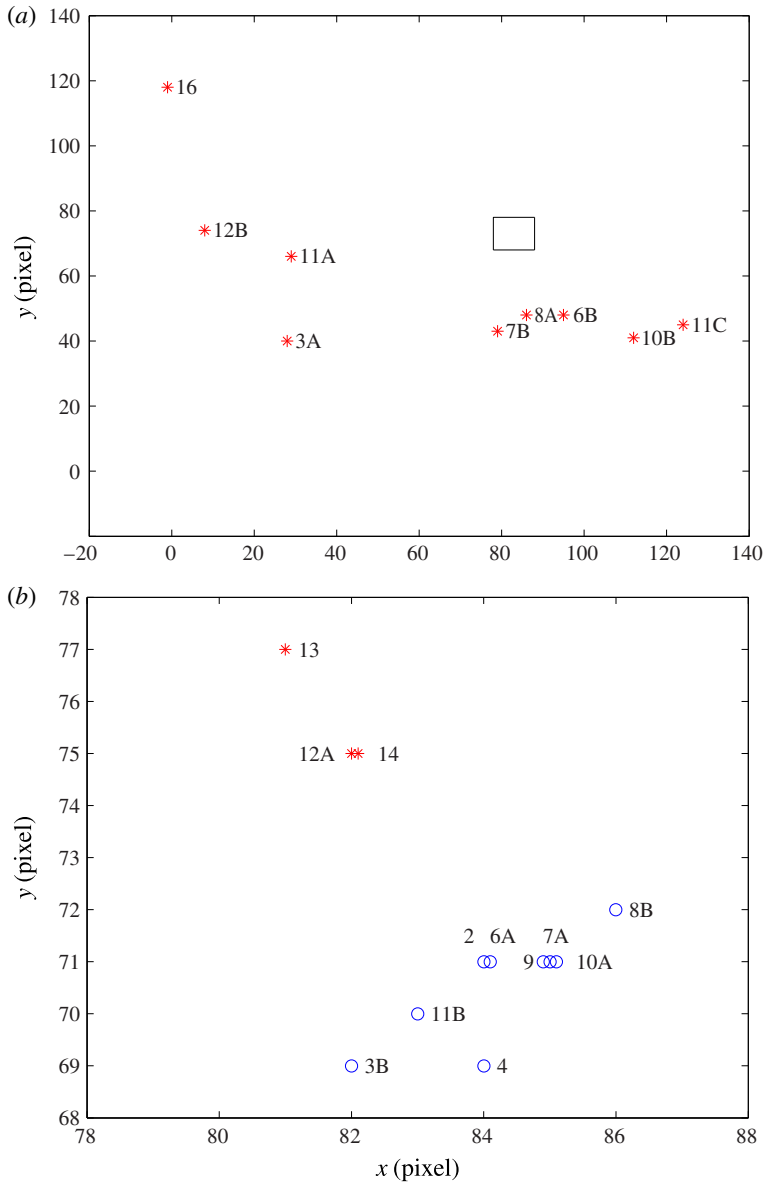 (a)
140
120
100
80
60
40
20
0
y (pixel)
16
12B
11A
3A
7B
8A
6B
10B
11C
−20 0 20 40 60 80 100 120 140
(b)
78
77
76
75
74
73
72
71
70
69
68
y (pixel)
13
12A 14
8B
2 6A 7A
9 10A
11B
3B 4
78 80 82 84 86 88
x (pixel)